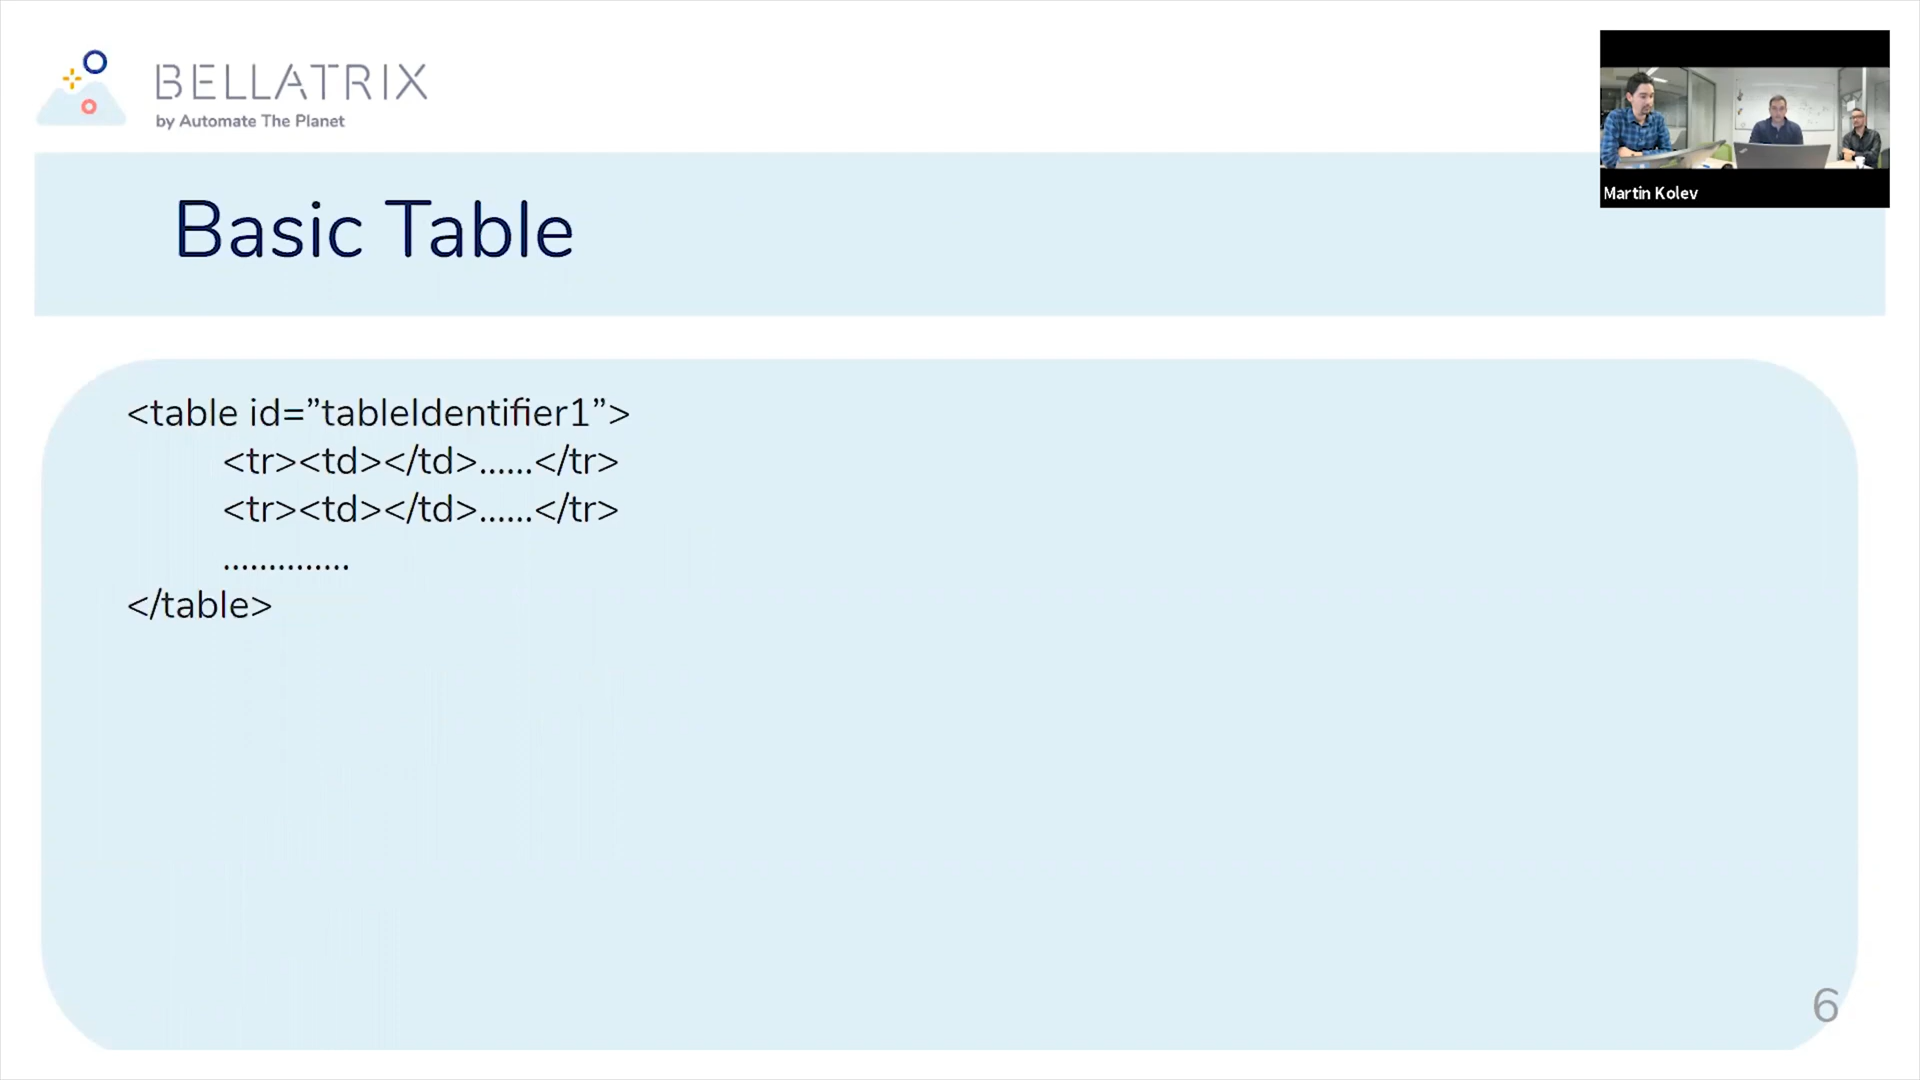 BELLATRIX
by Automate The Planet
Martin Kolev
Basic Table
<table id=”tableIdentifier1”>
<tr><td></td>......</tr>
<tr><td></td>......</tr>
..............
</table>
6